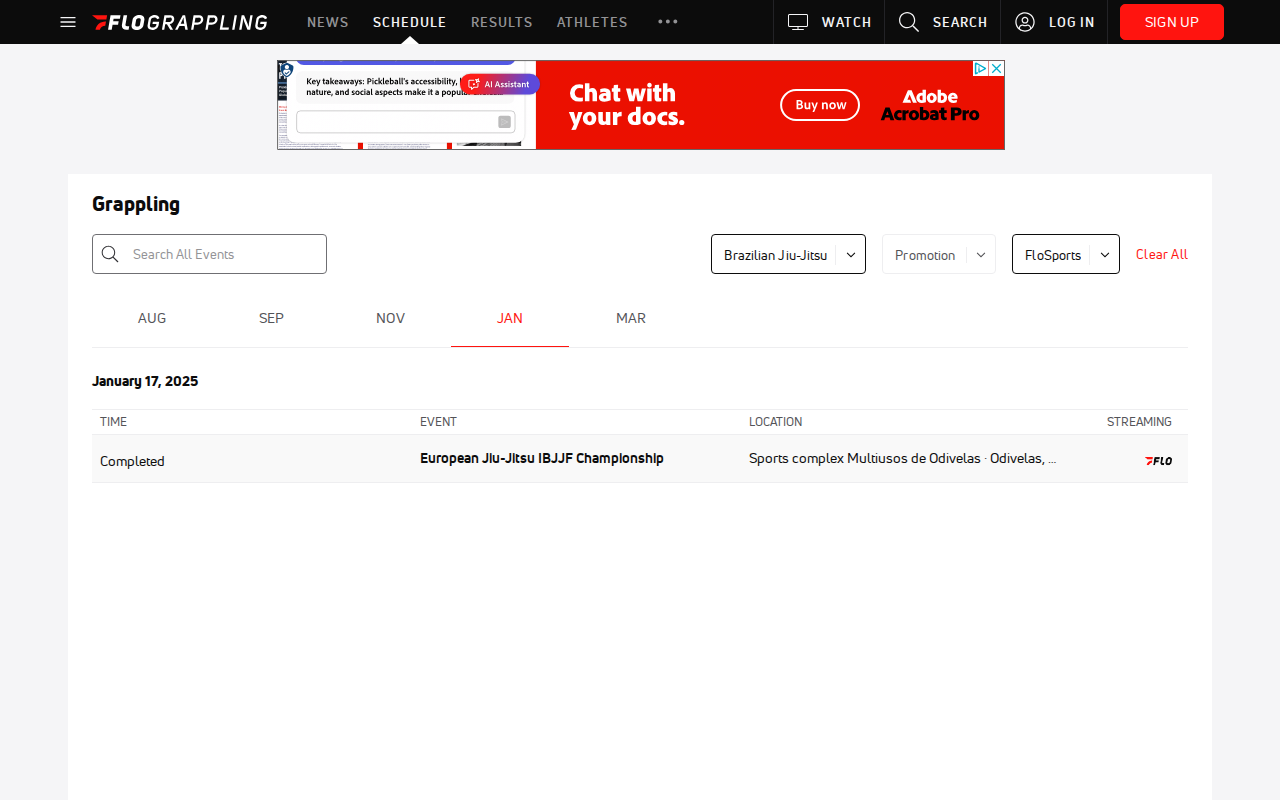 FLOGRAPPLING NEWS SCHEDULE RESULTS ATHLETES WATCH SEARCH LOG IN SIGN UP
Key takeaways: Pickleball's accessibility,
nature, and social aspects make it a popular
AI Assistant
Chat with
your docs.
Buy now
Adobe
Acrobat Pro
Grappling
Search All Events
Brazilian Jiu-Jitsu
Promotion
FloSports
Clear All
AUG SEP NOV JAN MAR
January 17, 2025
TIME EVENT LOCATION STREAMING
Completed European Jiu-Jitsu IBJJF Championship Sports complex Multiusos de Odivelas · Odivelas, ... FLO